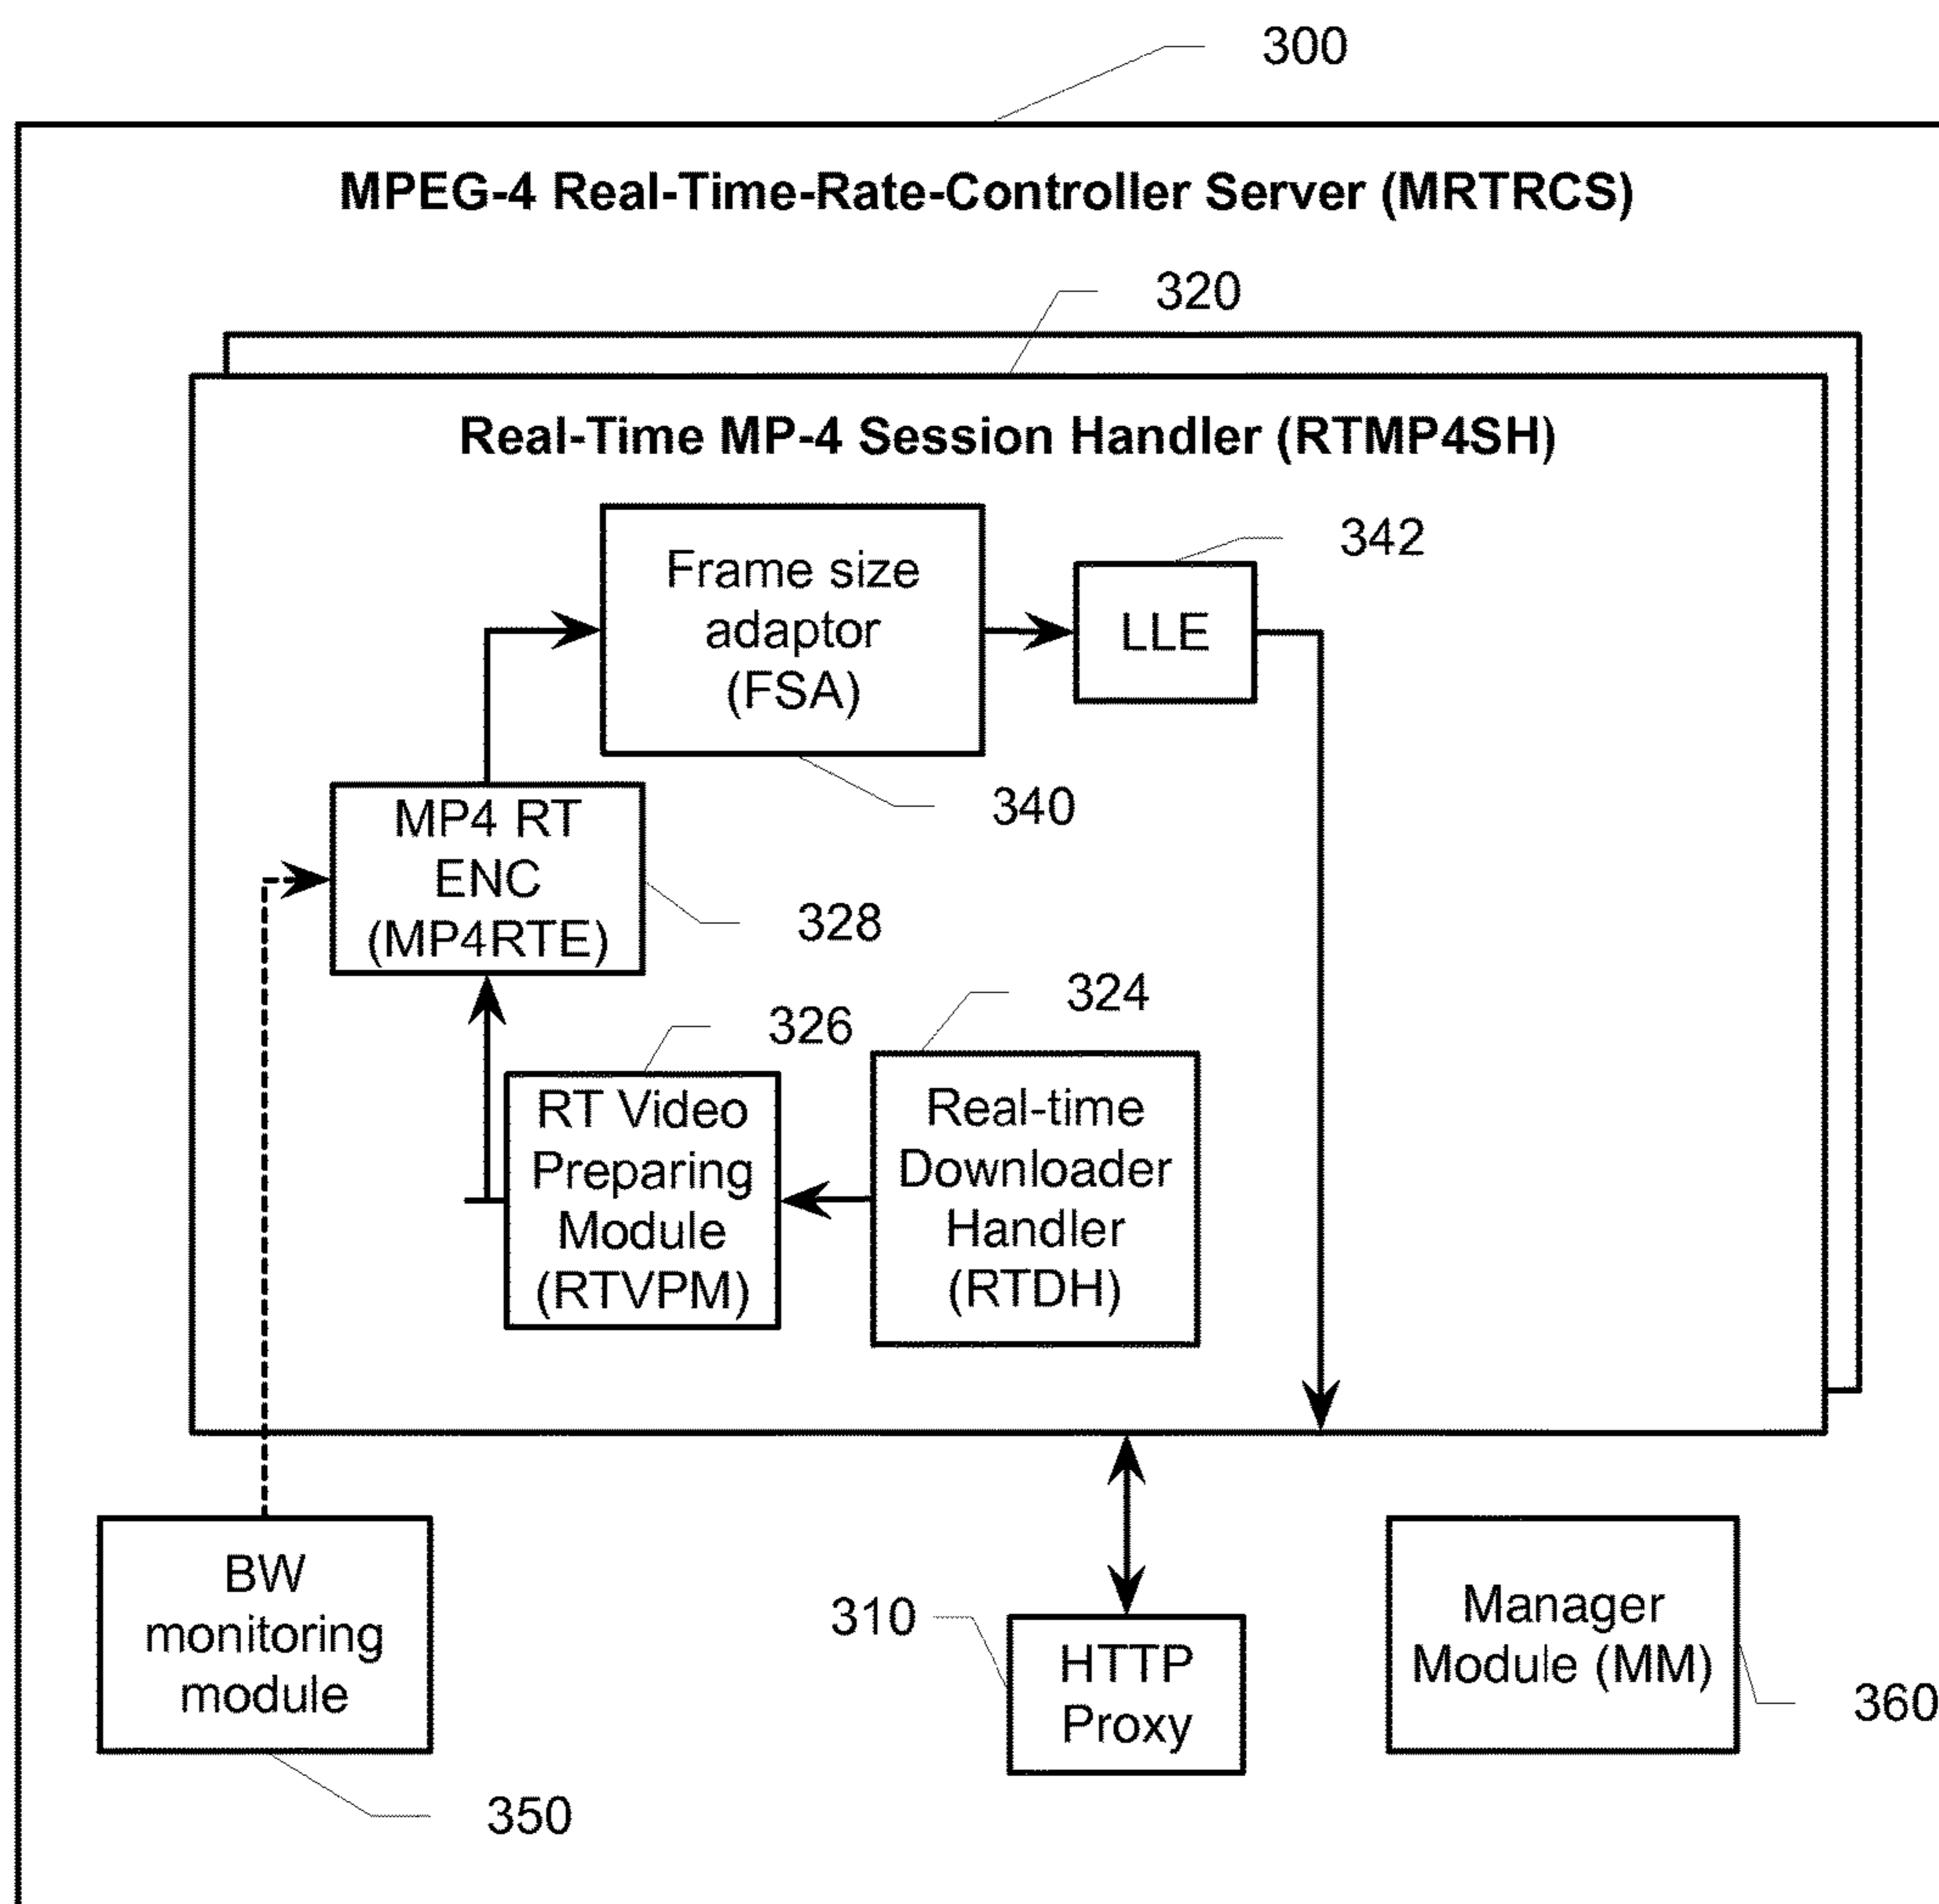 300
MPEG-4 Real-Time-Rate-Controller Server (MRTRCS)
320
Real-Time MP-4 Session Handler (RTMP4SH)
Frame size
adaptor
(FSA)
340
LLE
342
MP4 RT
ENC
(MP4RTE)
328
326
RT Video
Preparing
Module
(RTVPM)
324
Real-time
Downloader
Handler
(RTDH)
BW
monitoring
module
350
310
HTTP
Proxy
Manager
Module (MM)
360